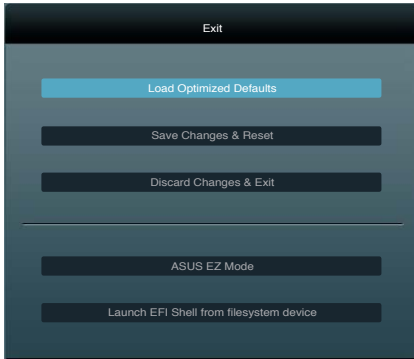 Exit
Load Optimized Defaults
Save Changes & Reset
Discard Changes & Exit
ASUS EZ Mode
Launch EFI Shell from filesystem device